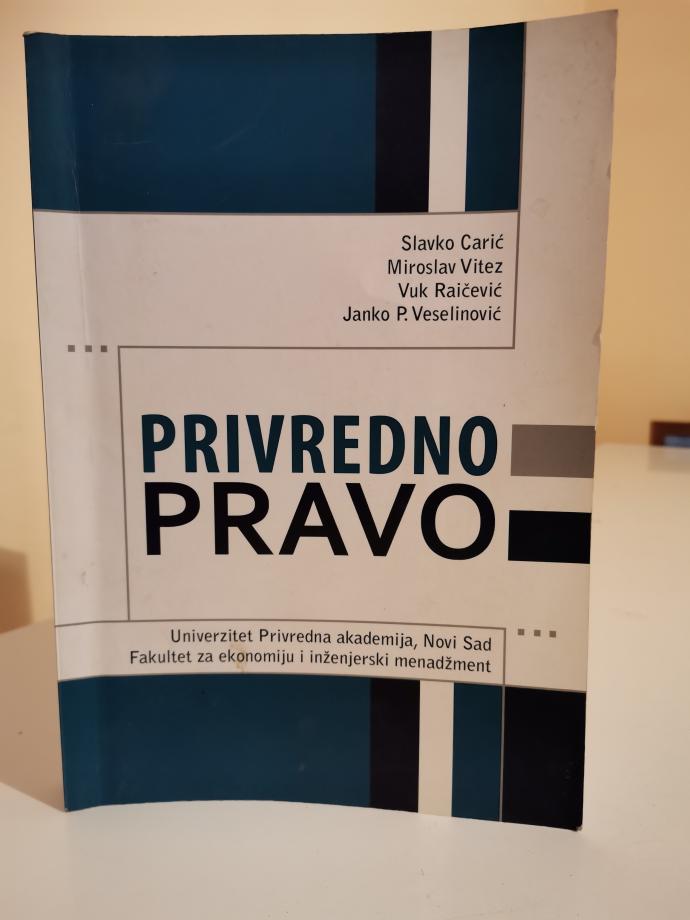 Slavko Carić
Miroslav Vitez
Vuk Raičević
Janko P. Veselinović
PRIVREDNO
PRAVO
Univerzitet Privredna akademija, Novi Sad
Fakultet za ekonomiju i inženjerski menadžment